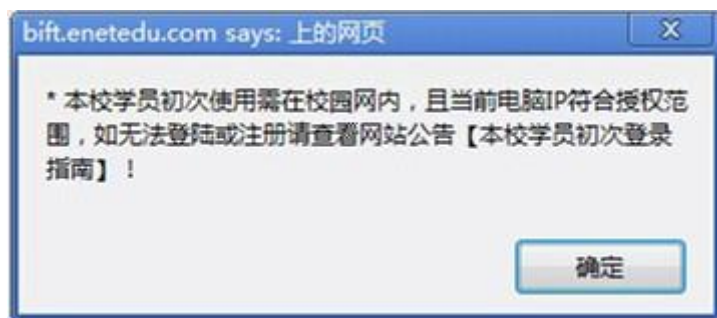 bift.enetedu.com says: 上的网页
* 本校学员初次使用需在校园网内，且当前电脑IP符合授权范
围，如无法登陆或注册请查看网站公告【本校学员初次登录
指南】！
确定